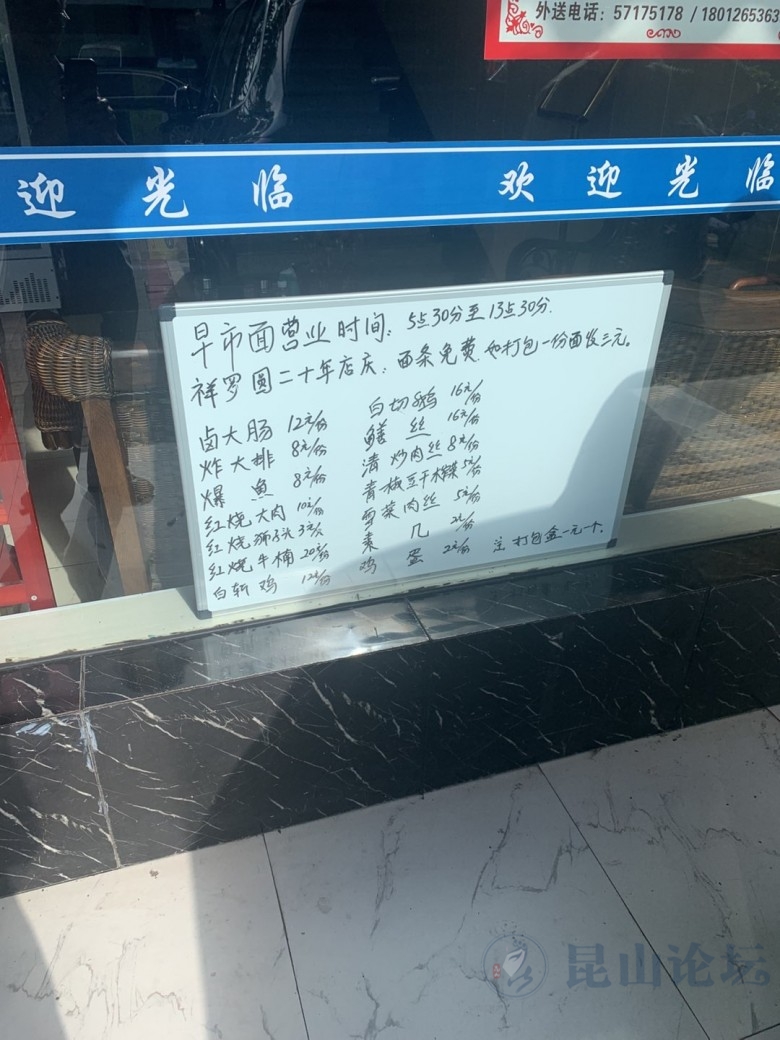 外送电话：57175178 / 1801265363
迎光临 欢迎光临
早市面营业时间：5点30分至13点30分.
祥罗圆二十年店庆：面条免费.如打包一份面收三元。
卤大肠 12元/份 白切鹅 16元/份
炸大排 8元/份 鳝丝 16元/份
爆鱼 8元/份 清炒肉丝 8元/份
红烧大肉 10元/份 青椒豆干木耳 5元/份
红烧狮子头 3元/个 雪菜肉丝 5元/份
红烧牛腩 20元/份 素几 2元/份
白斩鸡 12元/份 鸡蛋 2元/份 注 打包盒一元一个.
昆山论坛